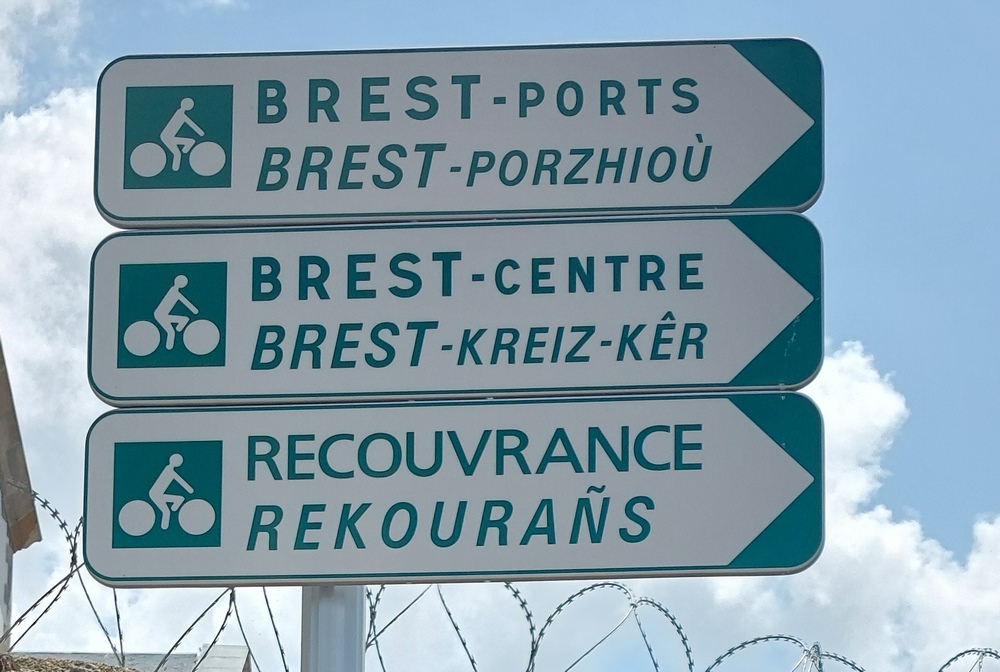 BREST-PORTS
BREST-PORZHIOÙ
BREST-CENTRE
BREST-KREIZ-KÊR
RECOUVRANCE
REKOURAÑS